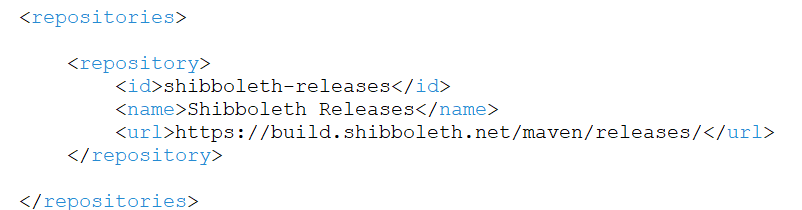 <repositories>
<repository>
<id>shibboleth-releases</id>
<name>Shibboleth Releases</name>
<url>https://build.shibboleth.net/maven/releases/</url>
</repository>
</repositories>